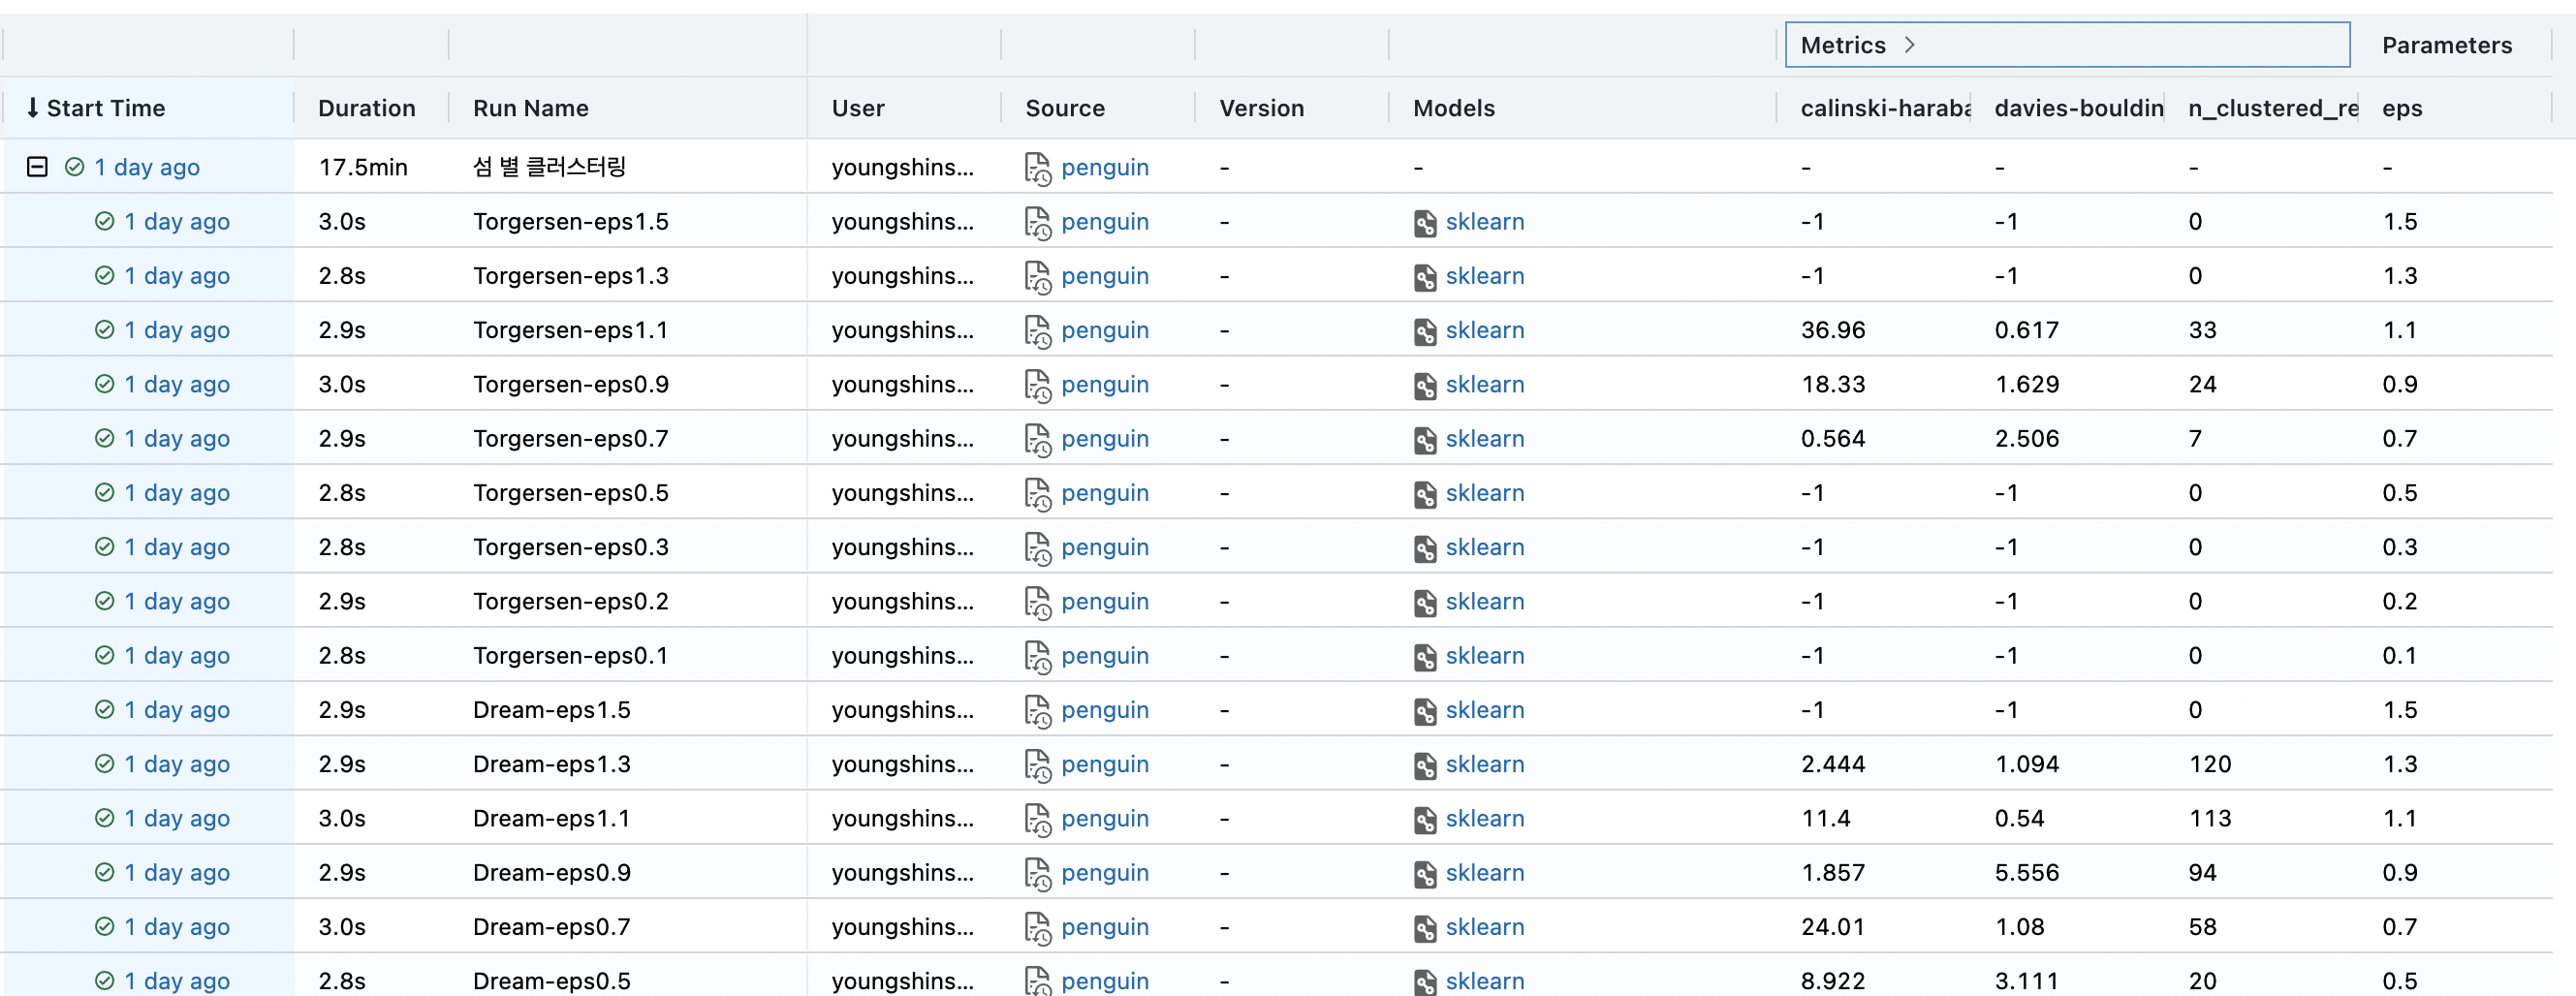 Metrics > Parameters
↓ Start Time Duration Run Name User Source Version Models calinski-haraba davies-bouldin n_clustered_re eps
1 day ago 17.5min 섬 별 클러스터링 youngshins... penguin - - - - - -
1 day ago 3.0s Torgersen-eps1.5 youngshins... penguin - sklearn -1 -1 0 1.5
1 day ago 2.8s Torgersen-eps1.3 youngshins... penguin - sklearn -1 -1 0 1.3
1 day ago 2.9s Torgersen-eps1.1 youngshins... penguin - sklearn 36.96 0.617 33 1.1
1 day ago 3.0s Torgersen-eps0.9 youngshins... penguin - sklearn 18.33 1.629 24 0.9
1 day ago 2.9s Torgersen-eps0.7 youngshins... penguin - sklearn 0.564 2.506 7 0.7
1 day ago 2.8s Torgersen-eps0.5 youngshins... penguin - sklearn -1 -1 0 0.5
1 day ago 2.8s Torgersen-eps0.3 youngshins... penguin - sklearn -1 -1 0 0.3
1 day ago 2.9s Torgersen-eps0.2 youngshins... penguin - sklearn -1 -1 0 0.2
1 day ago 2.8s Torgersen-eps0.1 youngshins... penguin - sklearn -1 -1 0 0.1
1 day ago 2.9s Dream-eps1.5 youngshins... penguin - sklearn -1 -1 0 1.5
1 day ago 2.9s Dream-eps1.3 youngshins... penguin - sklearn 2.444 1.094 120 1.3
1 day ago 3.0s Dream-eps1.1 youngshins... penguin - sklearn 11.4 0.54 113 1.1
1 day ago 2.9s Dream-eps0.9 youngshins... penguin - sklearn 1.857 5.556 94 0.9
1 day ago 3.0s Dream-eps0.7 youngshins... penguin - sklearn 24.01 1.08 58 0.7
1 day ago 2.8s Dream-eps0.5 youngshins... penguin - sklearn 8.922 3.111 20 0.5